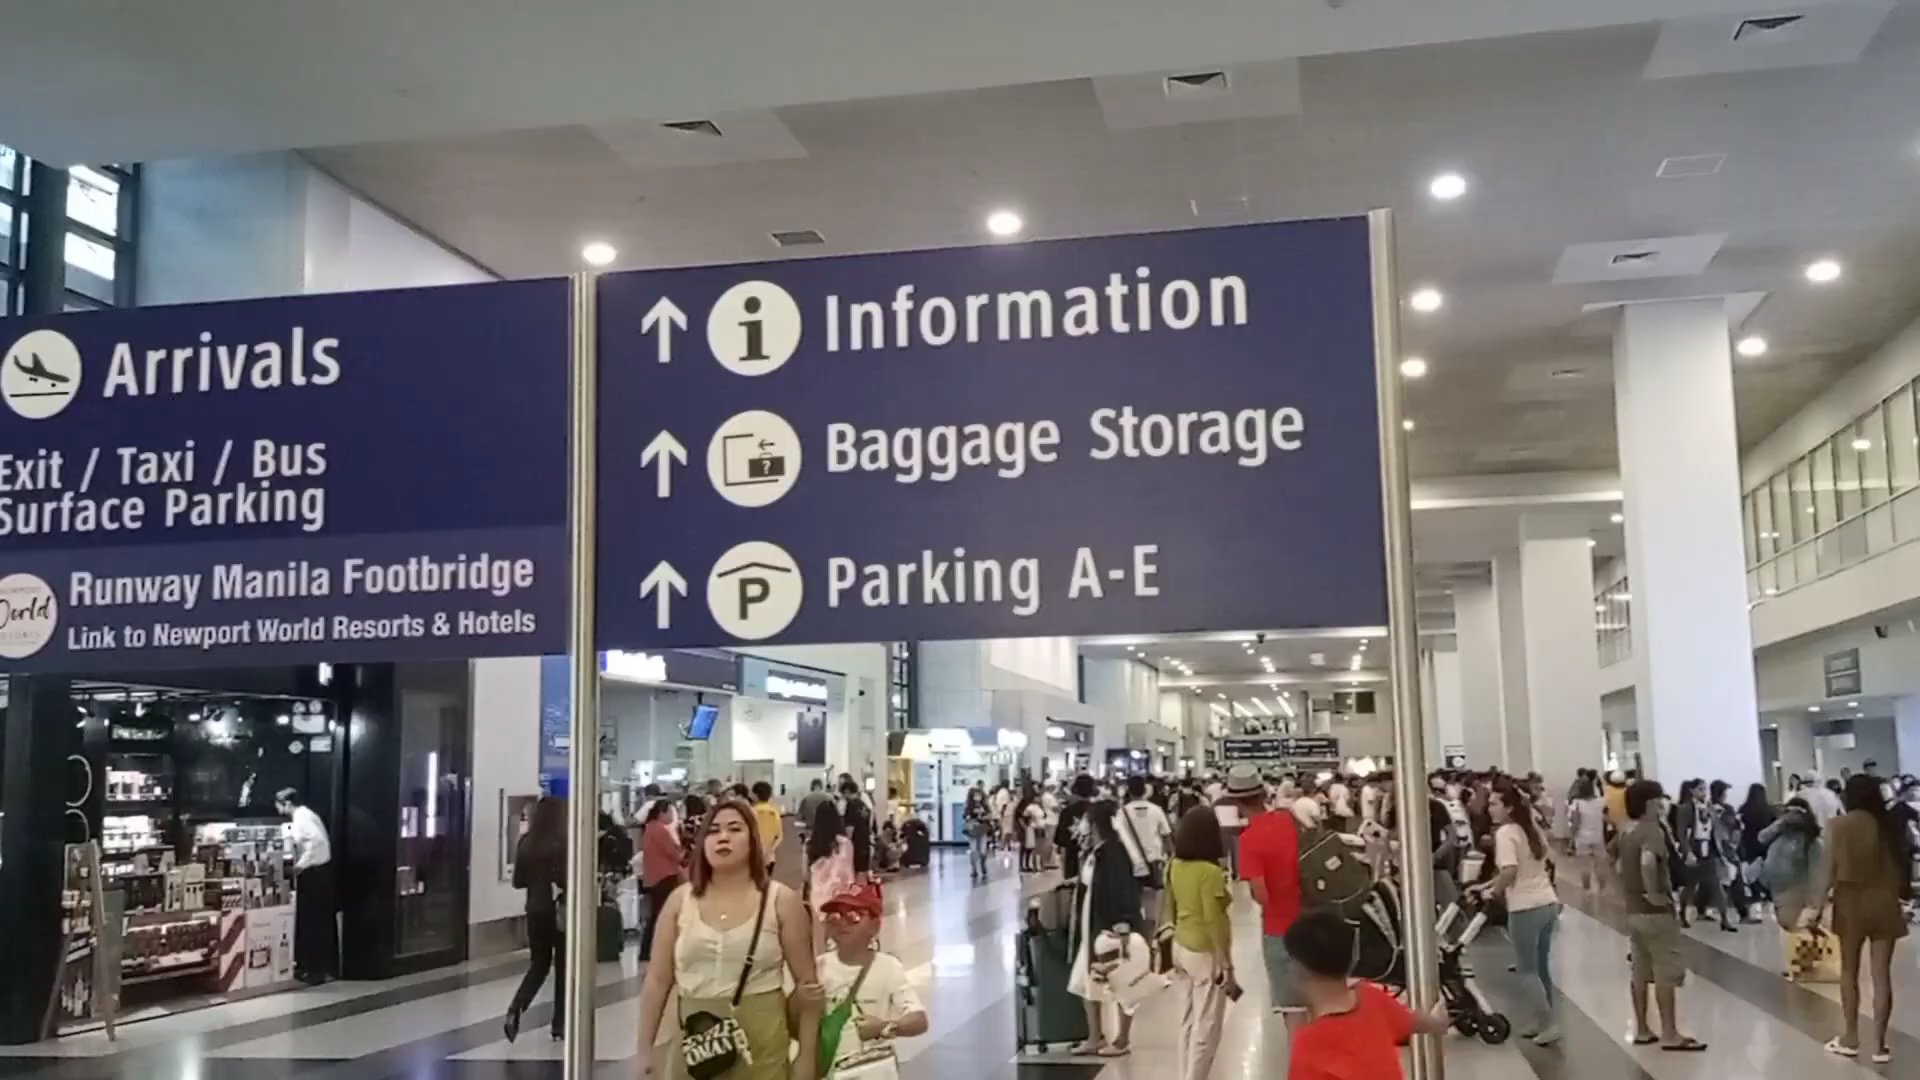 Arrivals
Exit / Taxi / Bus
Surface Parking
Runway Manila Footbridge
Link to Newport World Resorts & Hotels
World
i Information
? Baggage Storage
P Parking A-E